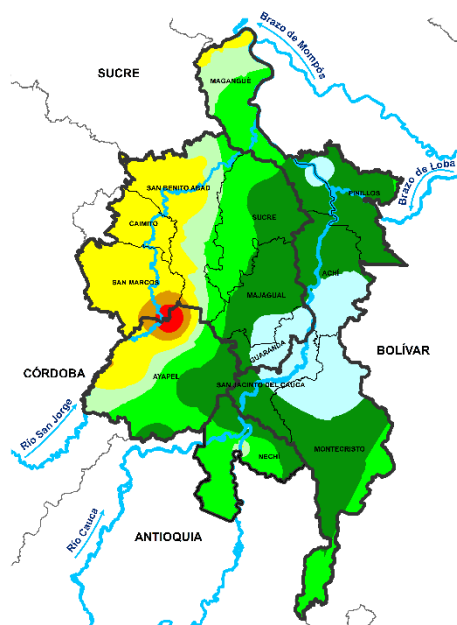 Brazo de Mompós
SUCRE
MAGANGUE
Brazo de Loba
SAN BENITO ABAD
PINILLOS
CAIMITO
SUCRE
ACHÍ
SAN MARCOS
MAJAGUAL
GUARANDA
BOLÍVAR
CÓRDOBA
AYAPEL
SAN JACINTO DEL CAUCA
Río San Jorge
MONTECRISTO
NECHÍ
Río Cauca
ANTIOQUIA